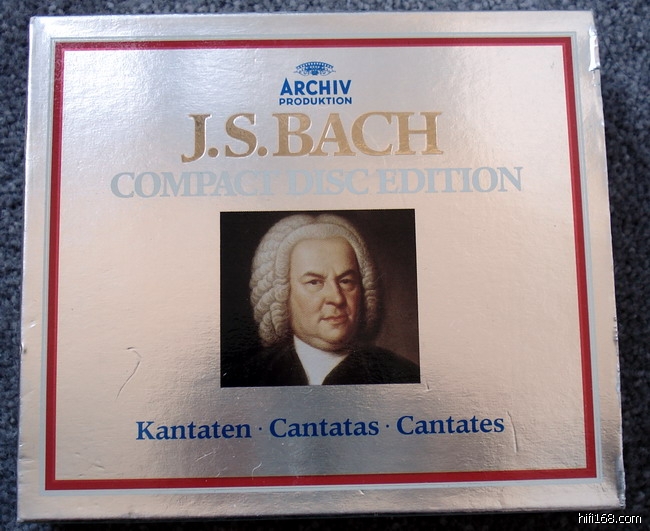 ARCHIV
PRODUKTION
J.S.BACH
COMPACT DISC EDITION
Kantaten · Cantatas · Cantates
hifi168.com